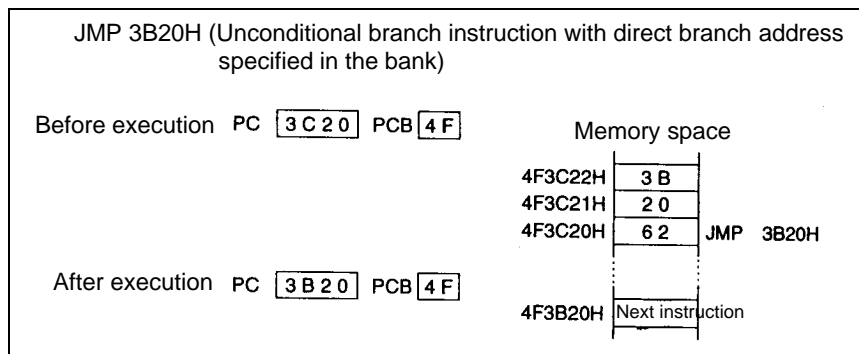 JMP 3B20H (Unconditional branch instruction with direct branch address
specified in the bank)
Before execution PC 3C20 PCB 4F
Memory space
4F3C22H 3B
4F3C21H 20
4F3C20H 62 JMP 3B20H
After execution PC 3B20 PCB 4F
4F3B20H Next instruction